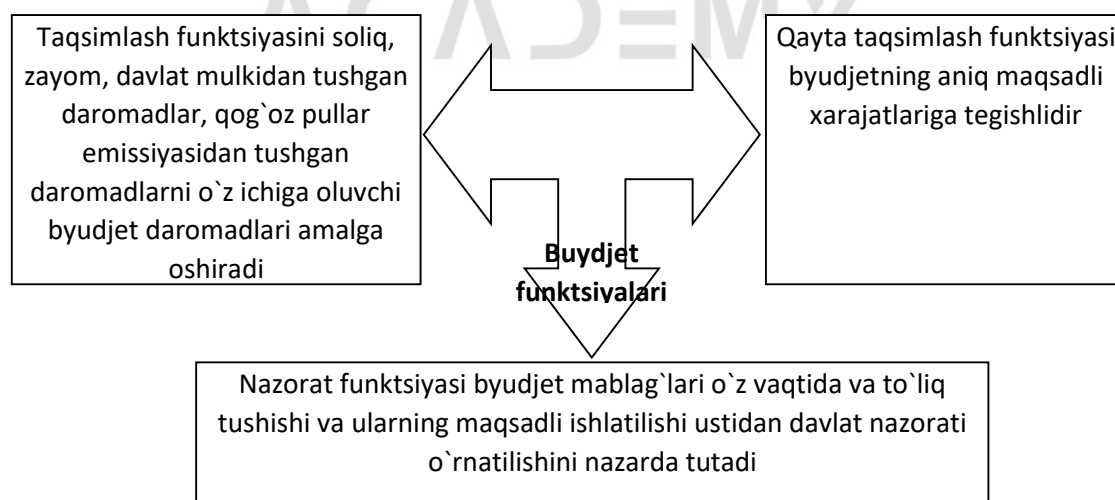 ACADEMY
Taqsimlash funktsiyasini soliq,
zayom, davlat mulkidan tushgan
daromadlar, qog`oz pullar
emissiyasidan tushgan
daromadlarni o`z ichiga oluvchi
byudjet daromadlari amalga
oshiradi
Qayta taqsimlash funktsiyasi
byudjetning aniq maqsadli
xarajatlariga tegishlidir
Buydjet
funktsiyalari
Nazorat funktsiyasi byudjet mablag`lari o`z vaqtida va to`liq
tushishi va ularning maqsadli ishlatilishi ustidan davlat nazorati
o`rnatilishini nazarda tutadi